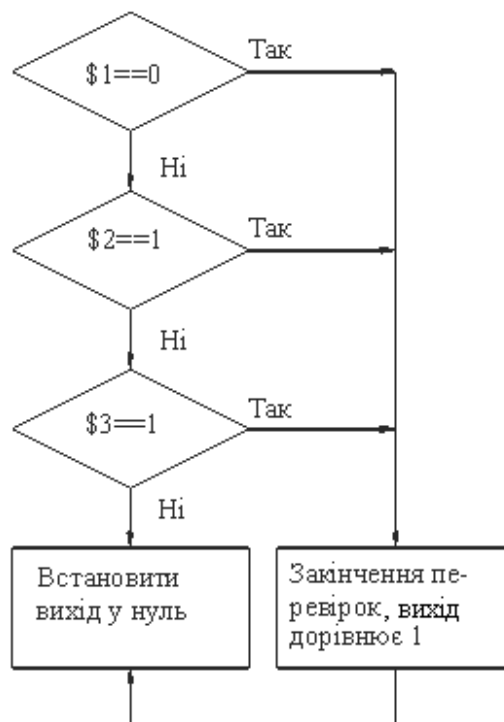 Так
$1==0
Ні
Так
$2==1
Ні
Так
$3==1
Ні
Встановити
вихід у нуль
Закінчення пе-
ревірок, вихід
дорівнює 1